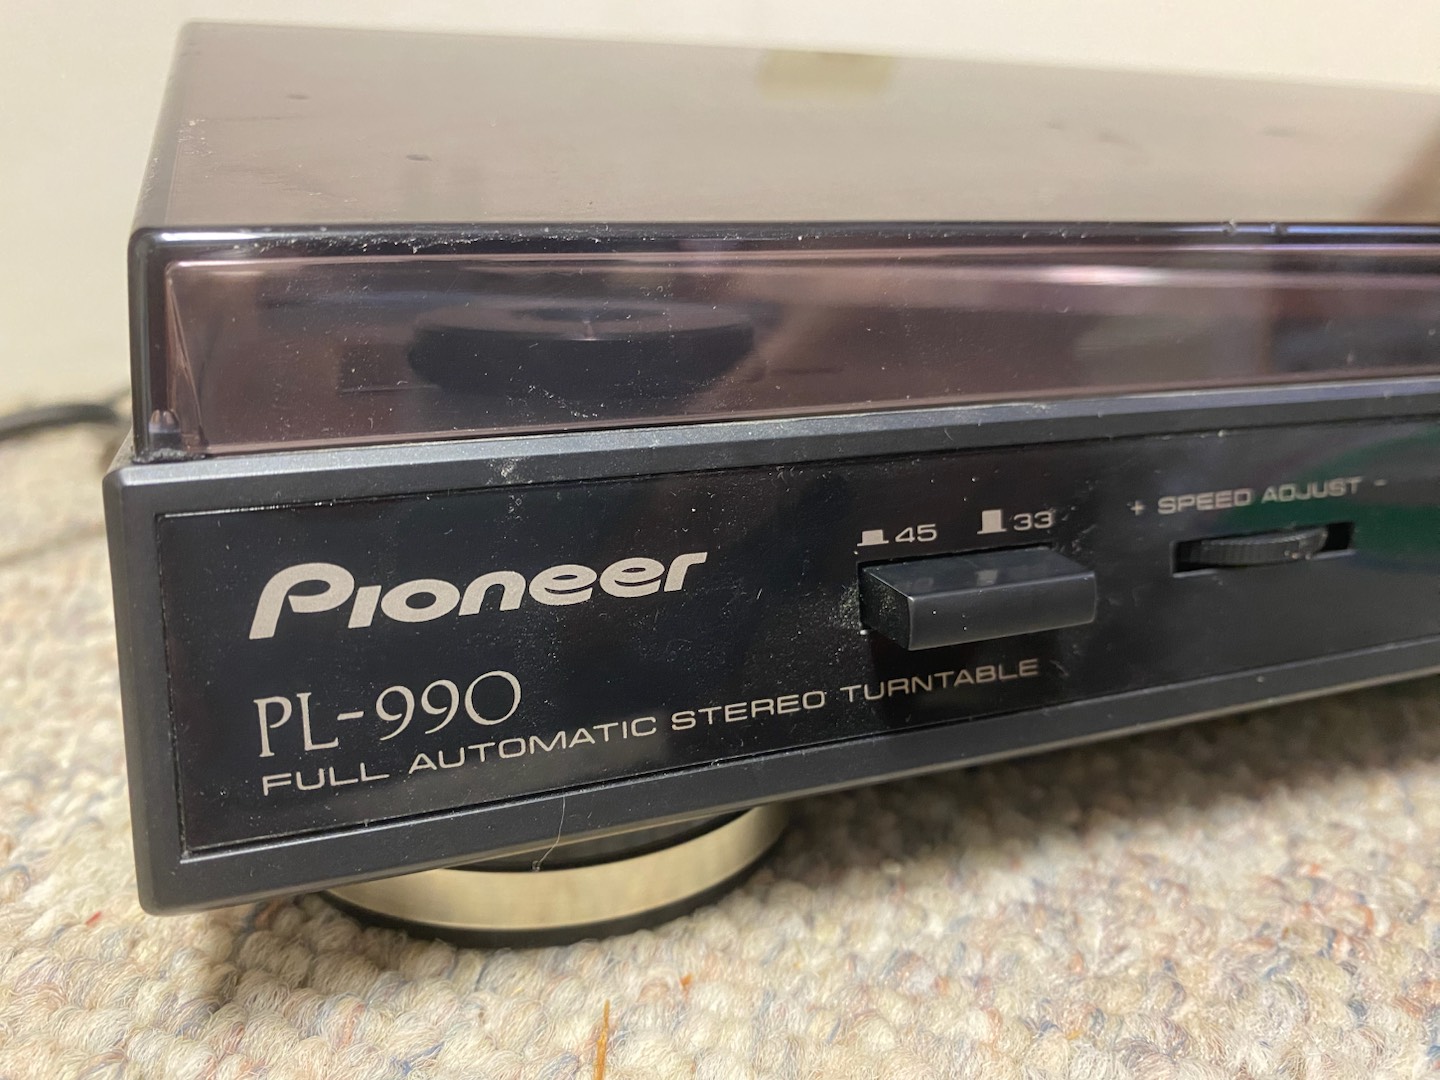 45 33
+ SPEED ADJUST -
Pioneer
PL-990
FULL AUTOMATIC STEREO TURNTABLE